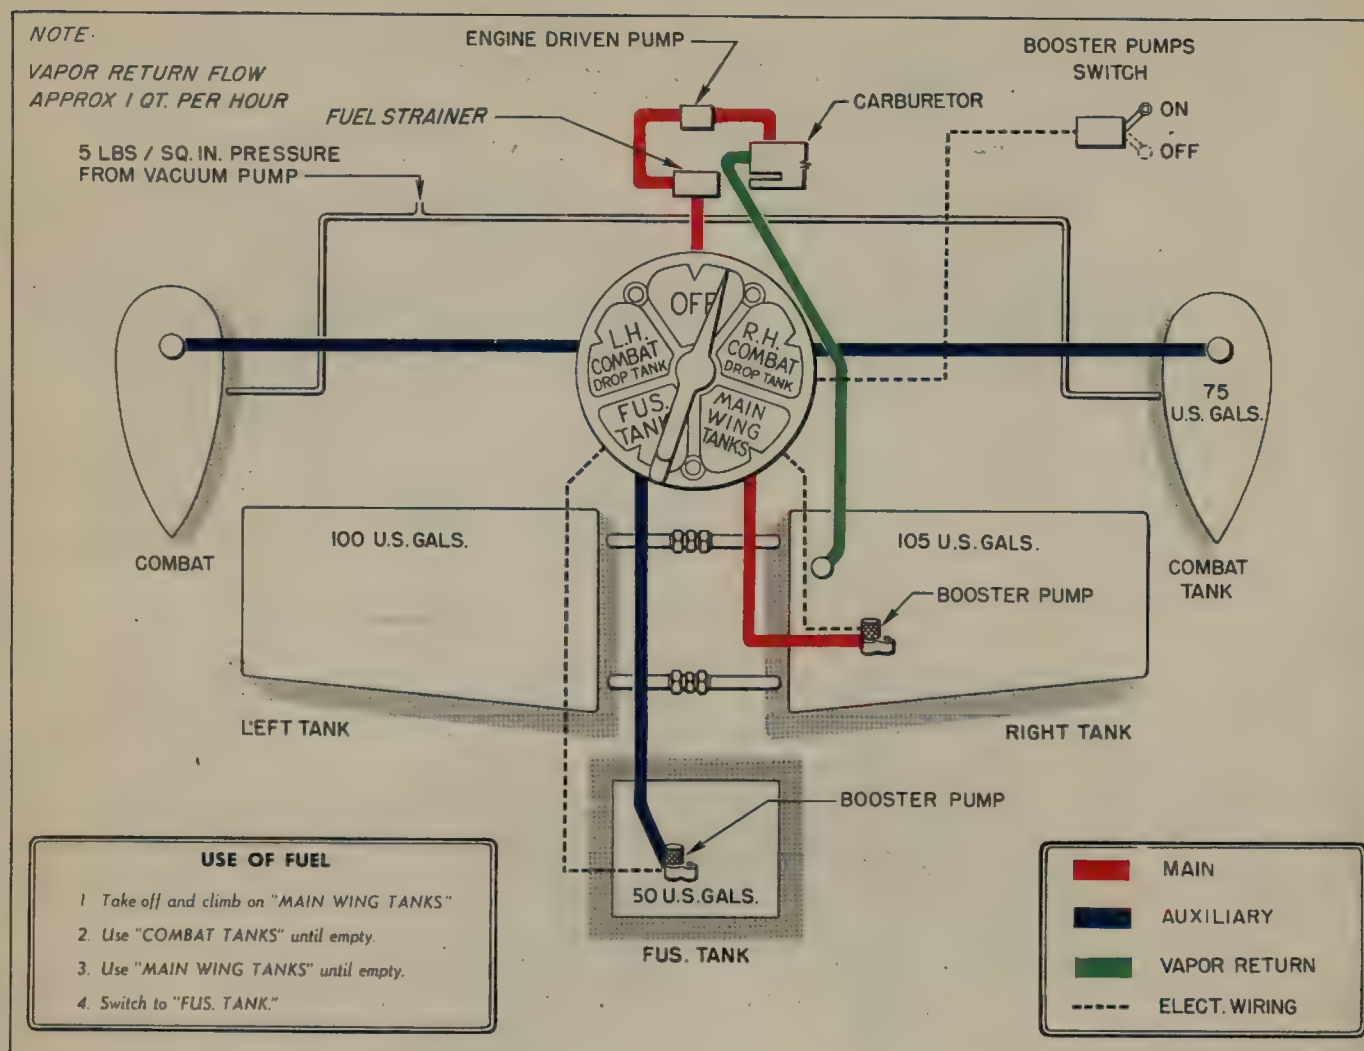 NOTE·
VAPOR RETURN FLOW
APPROX 1 QT. PER HOUR
ENGINE DRIVEN PUMP
BOOSTER PUMPS
SWITCH
ON
OFF
FUEL STRAINER
CARBURETOR
5 LBS / SQ. IN. PRESSURE
FROM VACUUM PUMP
OFF
L.H.
COMBAT
DROP TANK
R.H.
COMBAT
DROP TANK
FUS.
TANK
MAIN
WING
TANKS
75
U.S. GALS.
COMBAT
COMBAT
TANK
100 U.S. GALS.
105 U.S. GALS.
BOOSTER PUMP
LEFT TANK
RIGHT TANK
BOOSTER PUMP
50 U.S. GALS.
FUS. TANK
USE OF FUEL
1 Take off and climb on "MAIN WING TANKS"
2. Use "COMBAT TANKS" until empty.
3. Use "MAIN WING TANKS" until empty.
4. Switch to "FUS. TANK."
MAIN
AUXILIARY
VAPOR RETURN
ELECT. WIRING